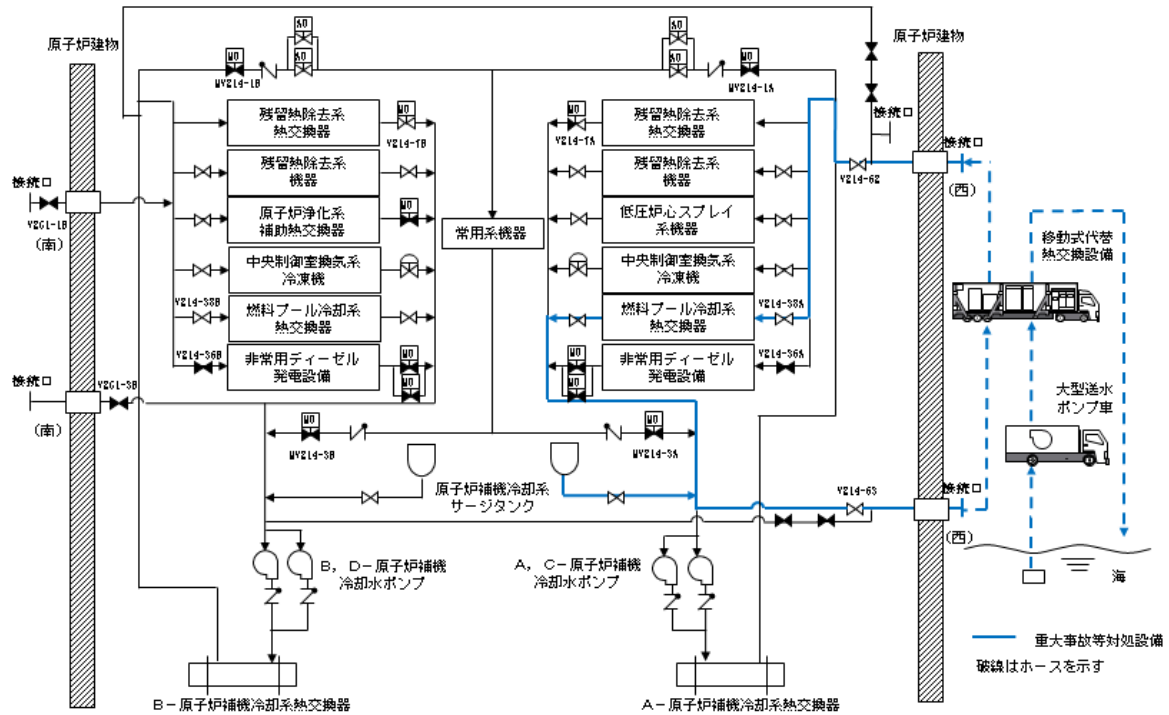 原子炉建物
AO
AO
MO
MV214-1B
AO
AO
MO
MV214-1A
原子炉建物
接続口
残留熱除去系
熱交換器
MO
V214-7B
残留熱除去系
機器
原子炉浄化系
補助熱交換器
MO
中央制御室換気系
冷凍機
V214-38B
燃料プール冷却系
熱交換器
V214-36B
非常用ディーゼル
発電設備
MO
MO
常用系機器
MO
V214-7A
残留熱除去系
熱交換器
残留熱除去系
機器
低圧炉心スプレイ
系機器
中央制御室換気系
冷凍機
燃料プール冷却系
熱交換器
V214-38A
非常用ディーゼル
発電設備
V214-36A
MO
MO
V214-62
接続口
(西)
接続口
V2G1-1B
(南)
接続口
V2G1-3B
(南)
移動式代替
熱交換設備
大型送水
ポンプ車
MO
MV214-3B
MO
MV214-3A
原子炉補機冷却系
サージタンク
V214-63
接続口
(西)
B,D-原子炉補機
冷却水ポンプ
A,C-原子炉補機
冷却水ポンプ
海
重大事故等対処設備
破線はホースを示す
B-原子炉補機冷却系熱交換器
A-原子炉補機冷却系熱交換器